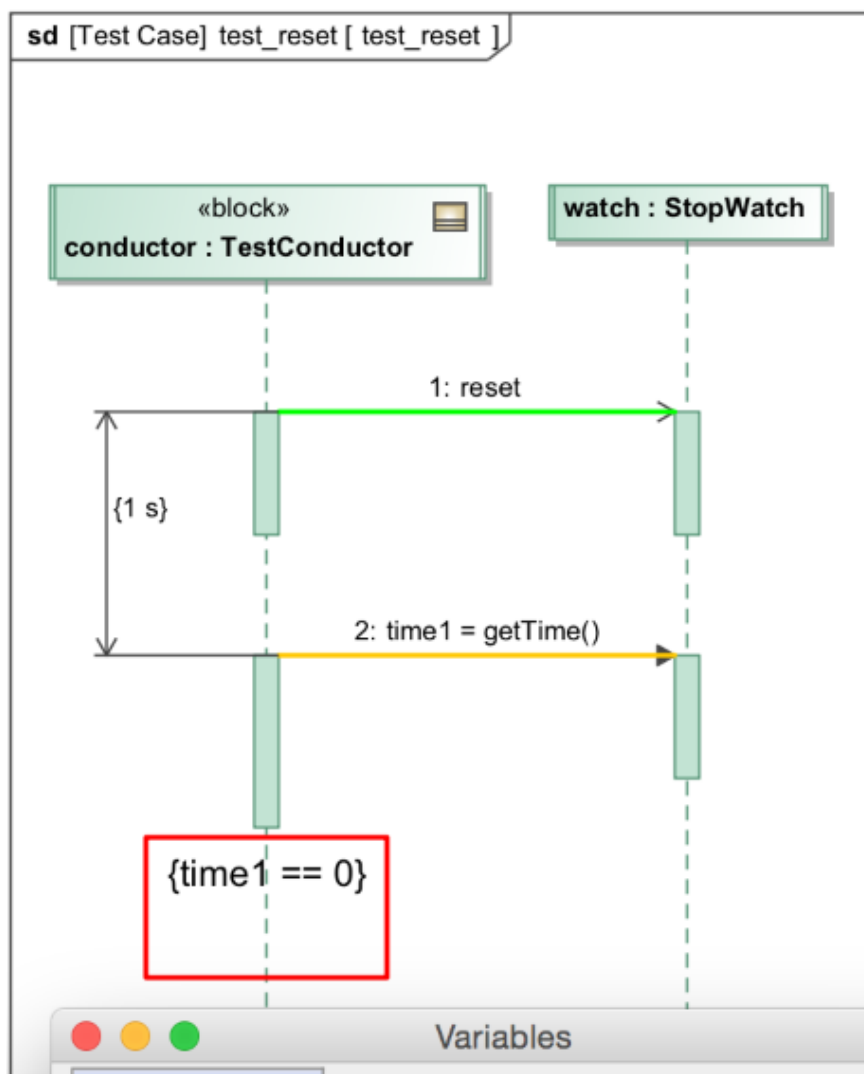 sd [Test Case] test_reset [ test_reset ]
«block»
conductor : TestConductor
watch : StopWatch
1: reset
{1 s}
2: time1 = getTime()
{time1 == 0}
Variables